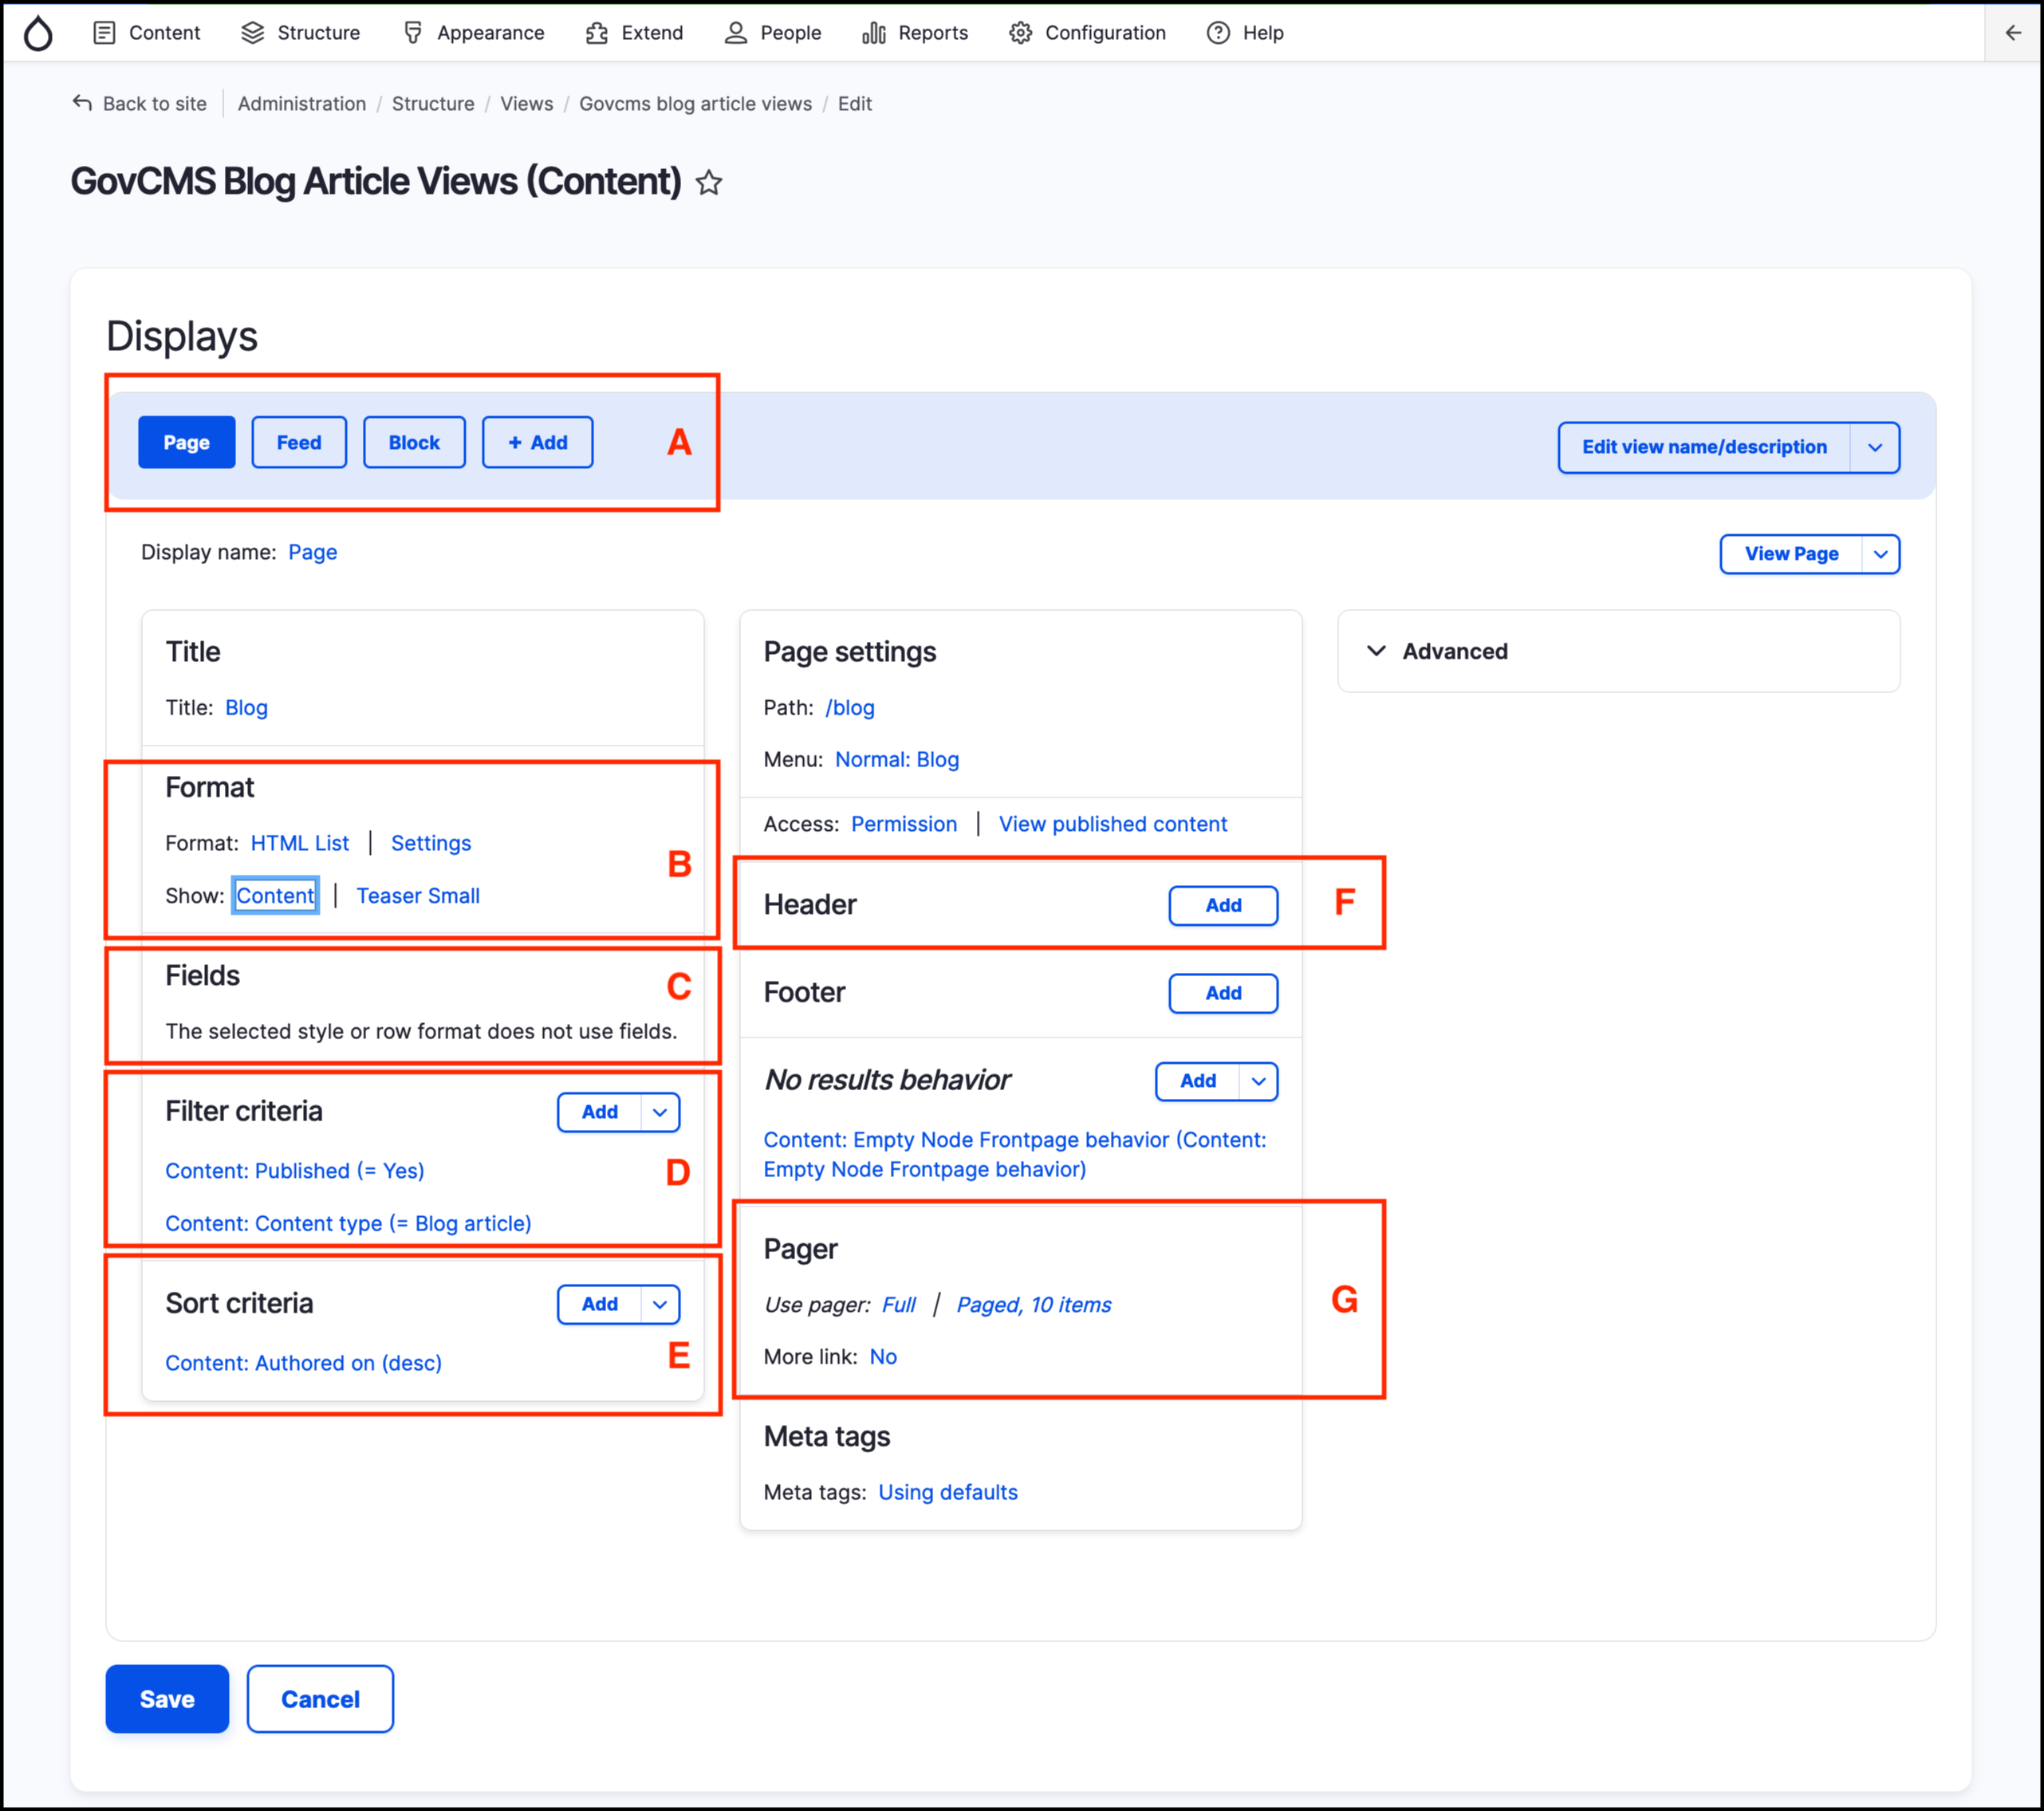 Content Structure Appearance Extend People Reports Configuration Help
Back to site Administration / Structure / Views / Govcms blog article views / Edit
GovCMS Blog Article Views (Content)
Displays
Page Feed Block + Add A Edit view name/description
Display name: Page View Page
Title
Title: Blog
Format
Format: HTML List | Settings
B
Show: Content | Teaser Small
Fields
C
The selected style or row format does not use fields.
Filter criteria Add
Content: Published (= Yes) D
Content: Content type (= Blog article)
Sort criteria Add
Content: Authored on (desc) E
Page settings
Path: /blog
Menu: Normal: Blog
Access: Permission | View published content
Header Add F
Footer Add
No results behavior Add
Content: Empty Node Frontpage behavior (Content:
Empty Node Frontpage behavior)
Pager
Use pager: Full | Paged, 10 items G
More link: No
Meta tags
Meta tags: Using defaults
Advanced
Save Cancel